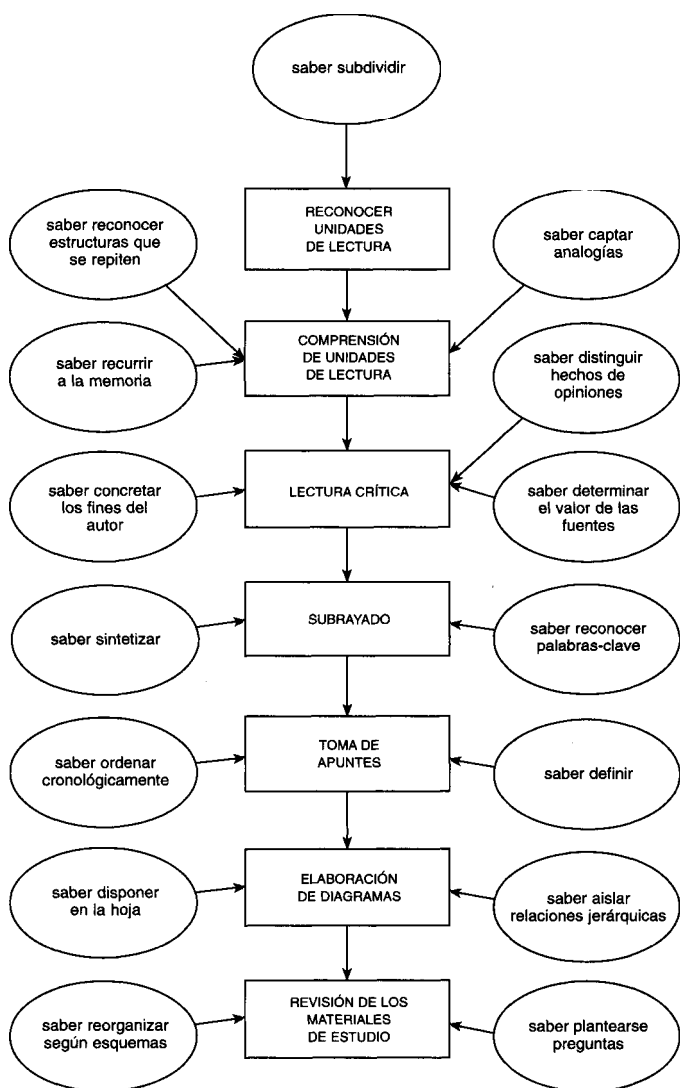 saber subdividir
RECONOCER
UNIDADES
DE LECTURA
saber reconocer
estructuras que
se repiten
saber captar
analogías
COMPRENSIÓN
DE UNIDADES
DE LECTURA
saber recurrir
a la memoria
saber distinguir
hechos de
opiniones
LECTURA CRÍTICA
saber concretar
los fines del
autor
saber determinar
el valor de las
fuentes
SUBRAYADO
saber sintetizar
saber reconocer
palabras-clave
TOMA DE
APUNTES
saber ordenar
cronológicamente
saber definir
ELABORACIÓN
DE DIAGRAMAS
saber disponer
en la hoja
saber aislar
relaciones jerárquicas
REVISIÓN DE LOS
MATERIALES
DE ESTUDIO
saber reorganizar
según esquemas
saber plantearse
preguntas